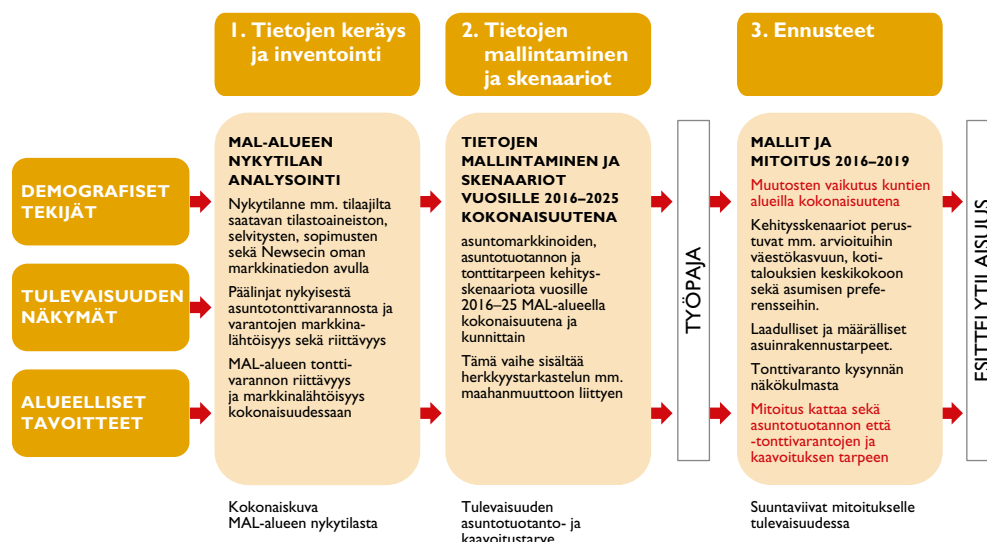 1. Tietojen keräys
ja inventointi
2. Tietojen
mallintaminen
ja skenaariot
3. Ennusteet
DEMOGRAFISET
TEKIJÄT
TULEVAISUUDEN
NÄKYMÄT
ALUEELLISET
TAVOITTEET
MAL-ALUEEN
NYKYTILAN
ANALYSOINTI
Nykytilanne mm. tilaajilta
saatavan tilastoaineiston,
selvitysten, sopimusten
sekä Newsecin oman
markkinatiedon avulla
Päälinjat nykyisestä
asuntotonttivarannosta ja
varantojen markkina-
lähtöisyys sekä riittävyys
MAL-alueen tontti-
varannon riittävyys
ja markkinalähtöisyys
kokonaisuudessaan
Kokonaiskuva
MAL-alueen nykytilasta
TIETOJEN
MALLINTAMINEN JA
SKENAARIOT
VUOSILLE 2016–2025
KOKONAISUUTENA
asuntomarkkinoiden,
asuntotuotannon ja
tonttitarpeen kehitys-
skenaariota vuosille
2016–25 MAL-alueella
kokonaisuutena ja
kunnittain
Tämä vaihe sisältää
herkkyystarkastelun mm.
maahanmuuttoon liittyen
Tulevaisuuden
asuntotuotanto- ja
kaavoitustarve
TYÖPAJA
MALLIT JA
MITOITUS 2016–2019
Muutosten vaikutus kuntien
alueilla kokonaisuutena
Kehitysskenaariot perus-
tuvat mm. arvioituihin
väestökasvuun, koti-
talouksien keskikokoon
sekä asumisen prefe-
rensseihin.
Laadulliset ja määrälliset
asuinrakennustarpeet.
Tonttivaranto kysynnän
näkökulmasta
Mitoitus kattaa sekä
asuntotuotannon että
-tonttivarantojen ja
kaavoituksen tarpeen
Suuntaviivat mitoitukselle
tulevaisuudessa
ESITTELYTILAISUUS